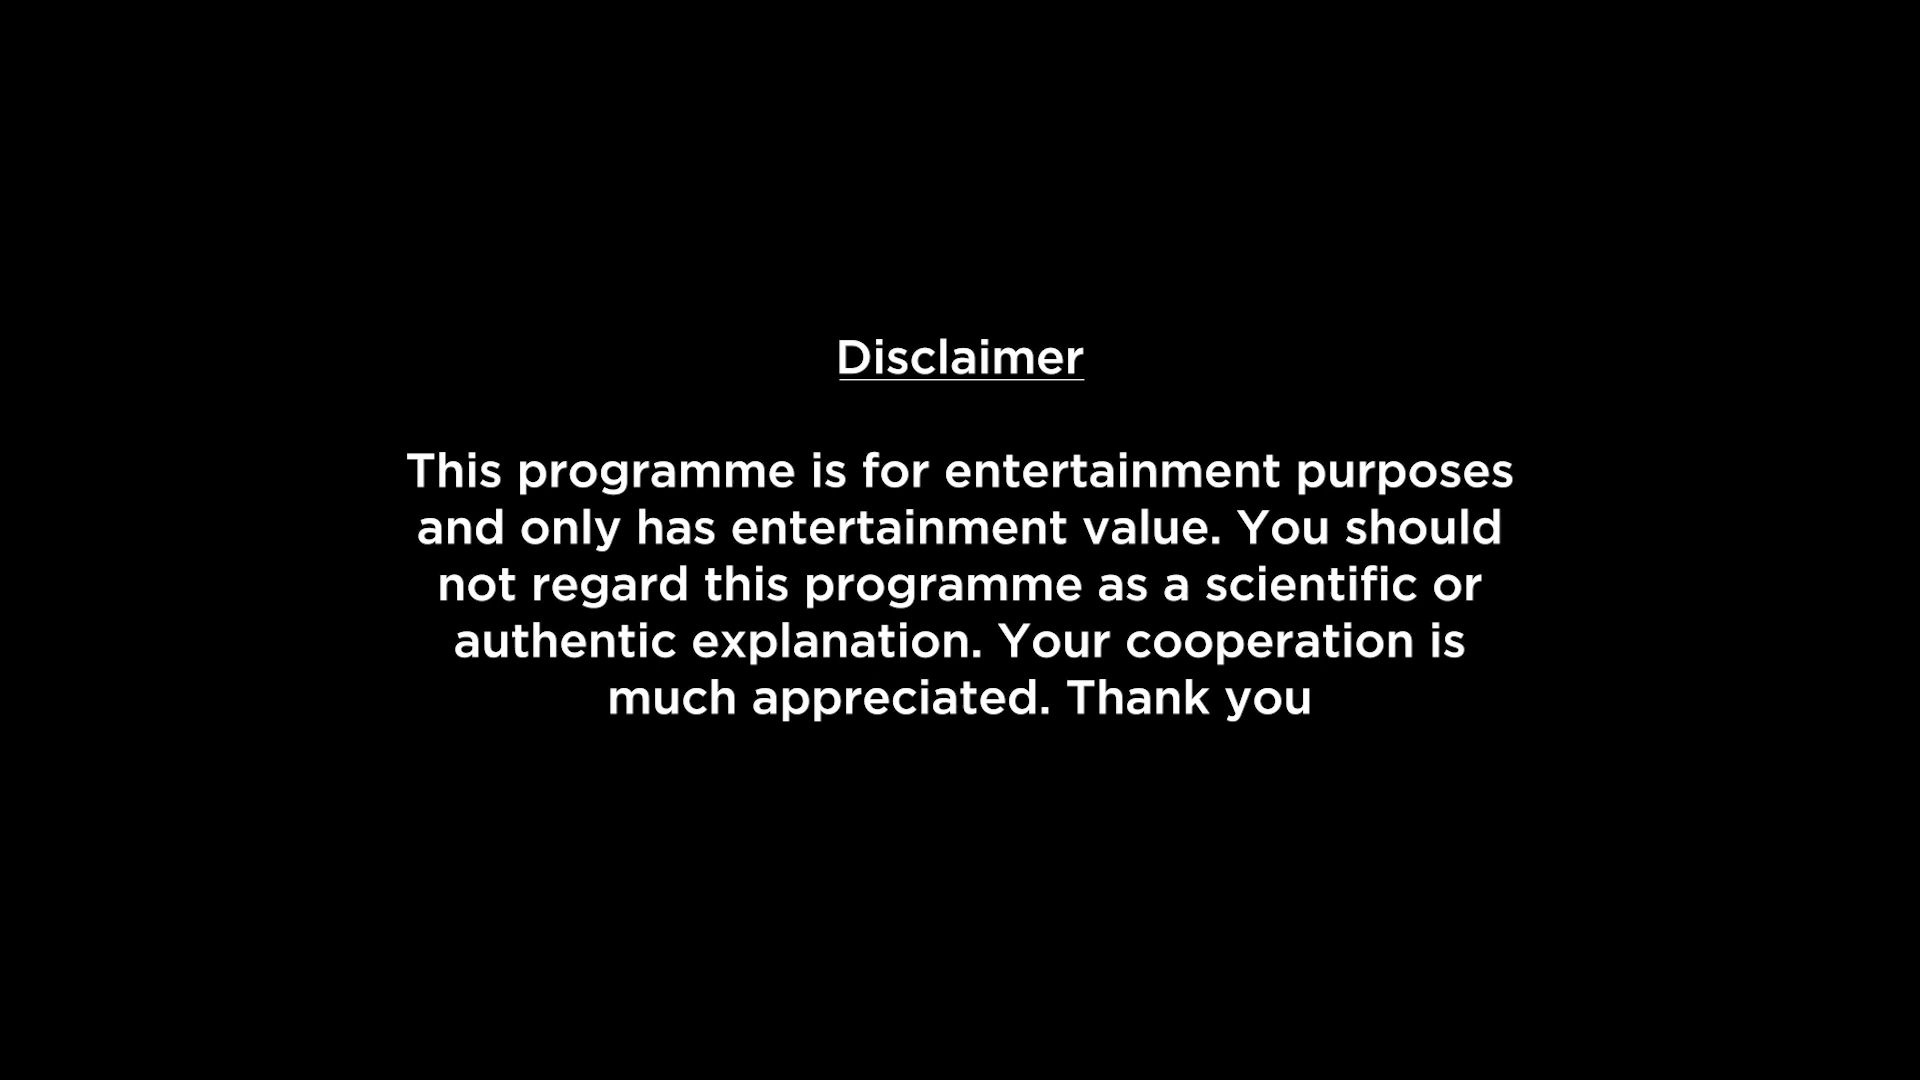 Disclaimer
This programme is for entertainment purposes
and only has entertainment value. You should
not regard this programme as a scientific or
authentic explanation. Your cooperation is
much appreciated. Thank you